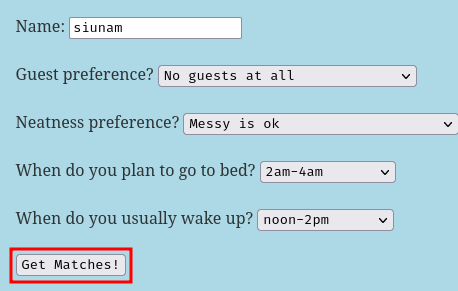 Name: siunam
Guest preference? No guests at all
Neatness preference? Messy is ok
When do you plan to go to bed? 2am-4am
When do you usually wake up? noon-2pm
Get Matches!